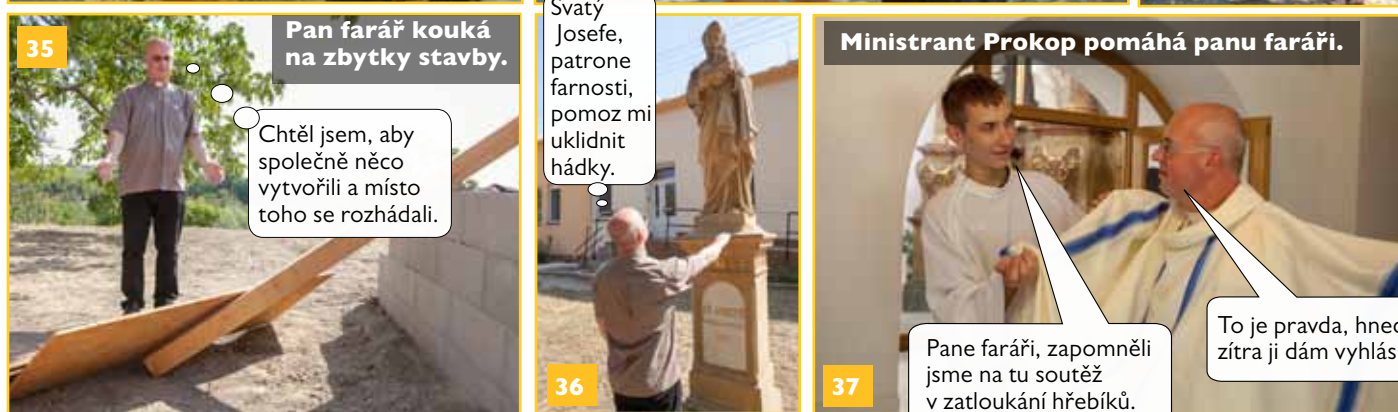 35
Pan farář kouká
na zbytky stavby.
Chtěl jsem, aby
společně něco
vytvořili a místo
toho se rozhádali.
Svatý
Josefe,
patrone
farnosti,
pomoz mi
uklidnit
hádky.
36
Ministrant Prokop pomáhá panu faráři.
Pane faráři, zapomněli
jsme na tu soutěž
v zatloukání hřebíků.
To je pravda,
zítra ji dám
37